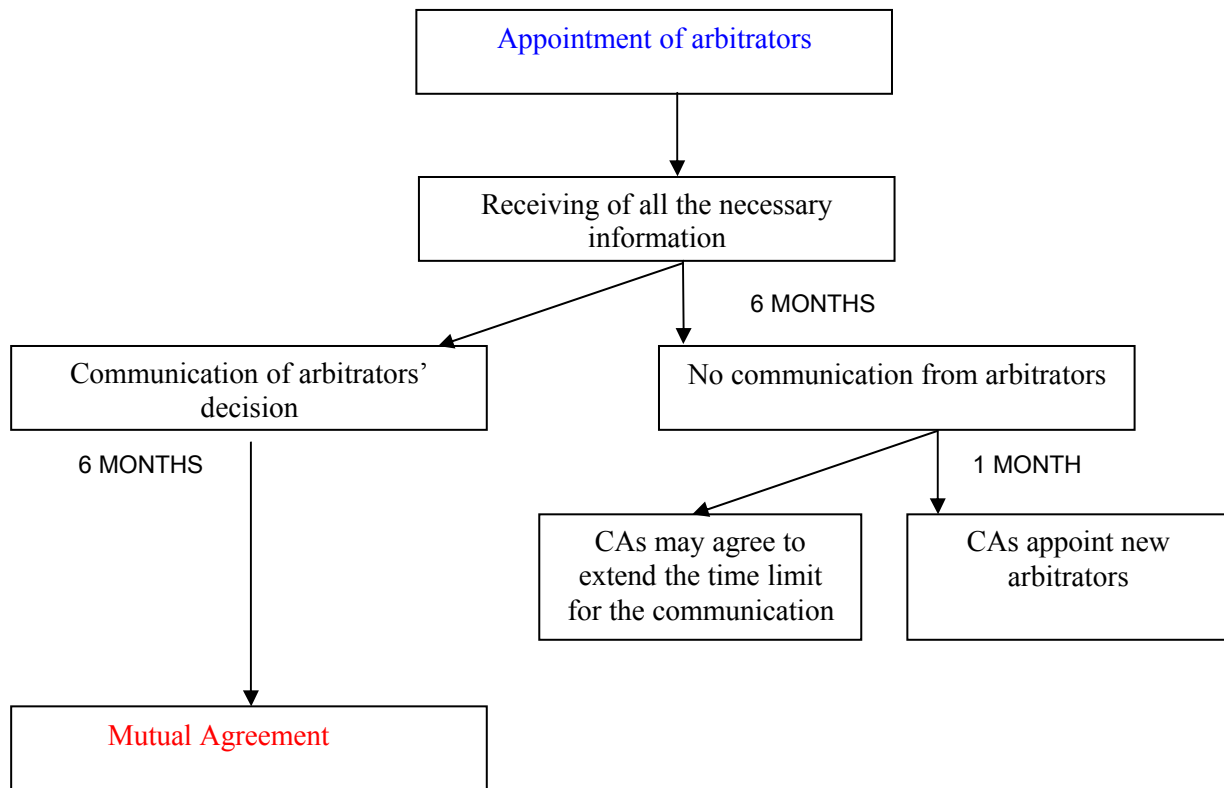 Appointment of arbitrators
Receiving of all the necessary
information
6 MONTHS
Communication of arbitrators’
decision
No communication from arbitrators
6 MONTHS
1 MONTH
CAs may agree to
extend the time limit
for the communication
CAs appoint new
arbitrators
Mutual Agreement